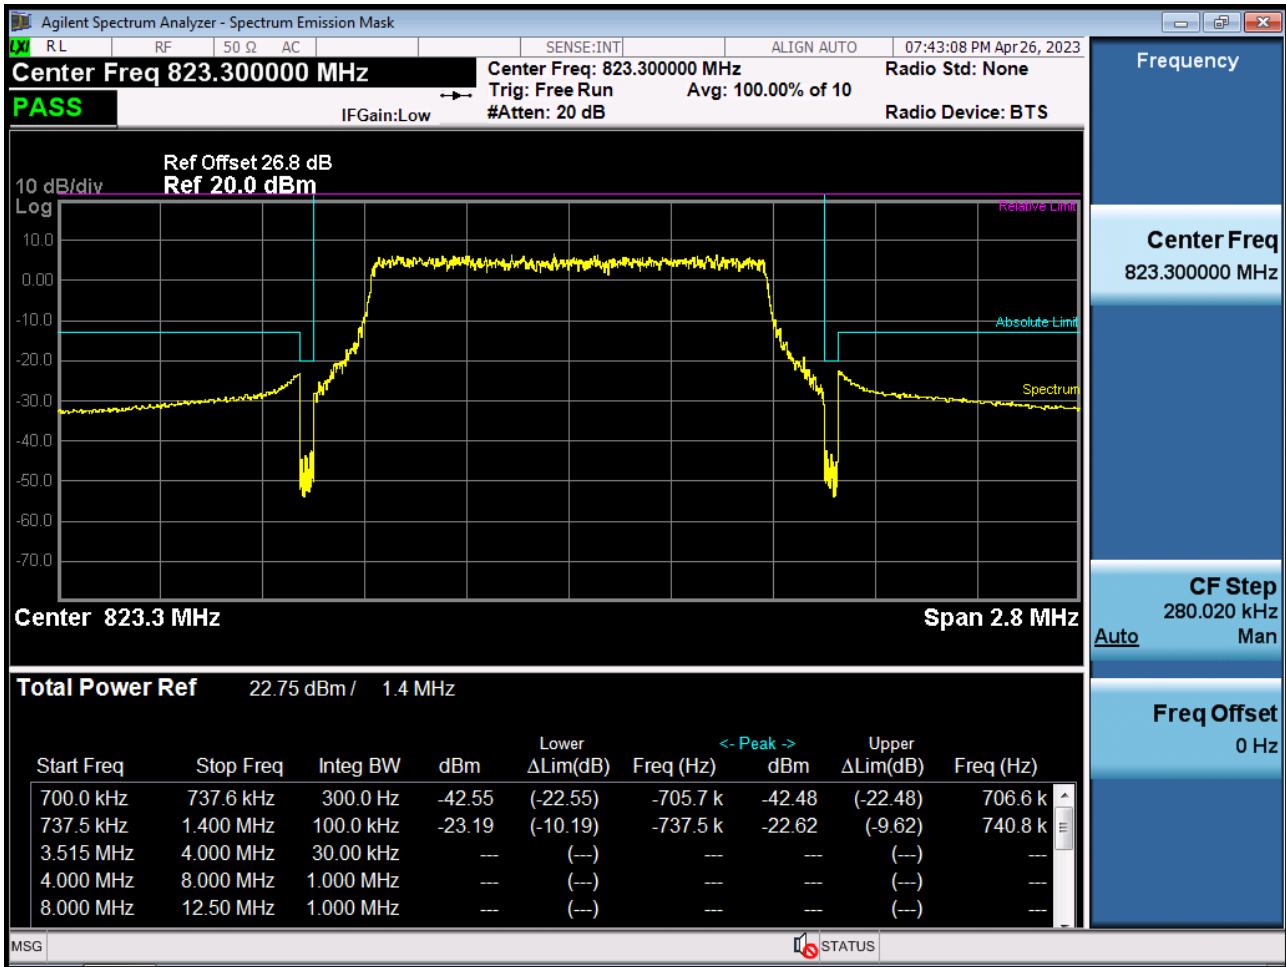 Agilent Spectrum Analyzer - Spectrum Emission Mask
LXI RL RF 50 Ω AC SENSE:INT ALIGN AUTO 07:43:08 PM Apr 26, 2023
Center Freq 823.300000 MHz
Center Freq: 823.300000 MHz
Radio Std: None
Trig: Free Run Avg: 100.00% of 10
PASS
IFGain:Low
#Atten: 20 dB
Radio Device: BTS
Ref Offset 26.8 dB
10 dB/div Ref 20.0 dBm
Log
Relative Limit
10.0
0.00
-10.0
Absolute Limit
-20.0
Spectrum
-30.0
-40.0
-50.0
-60.0
-70.0
Center 823.3 MHz Span 2.8 MHz
Total Power Ref 22.75 dBm / 1.4 MHz
Lower <- Peak -> Upper
Start Freq Stop Freq Integ BW dBm ΔLim(dB) Freq (Hz) dBm ΔLim(dB) Freq (Hz)
700.0 kHz 737.6 kHz 300.0 Hz -42.55 (-22.55) -705.7 k -42.48 (-22.48) 706.6 k
737.5 kHz 1.400 MHz 100.0 kHz -23.19 (-10.19) -737.5 k -22.62 (-9.62) 740.8 k
3.515 MHz 4.000 MHz 30.00 kHz --- (---) --- --- (---) ---
4.000 MHz 8.000 MHz 1.000 MHz --- (---) --- --- (---) ---
8.000 MHz 12.50 MHz 1.000 MHz --- (---) --- --- (---) ---
MSG STATUS
Frequency
Center Freq
823.300000 MHz
CF Step
280.020 kHz
Auto Man
Freq Offset
0 Hz